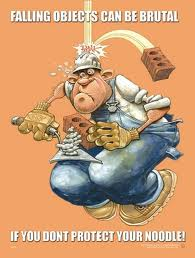 FALLING OBJECTS CAN BE BRUTAL
IF YOU DONT PROTECT YOUR NOODLE!